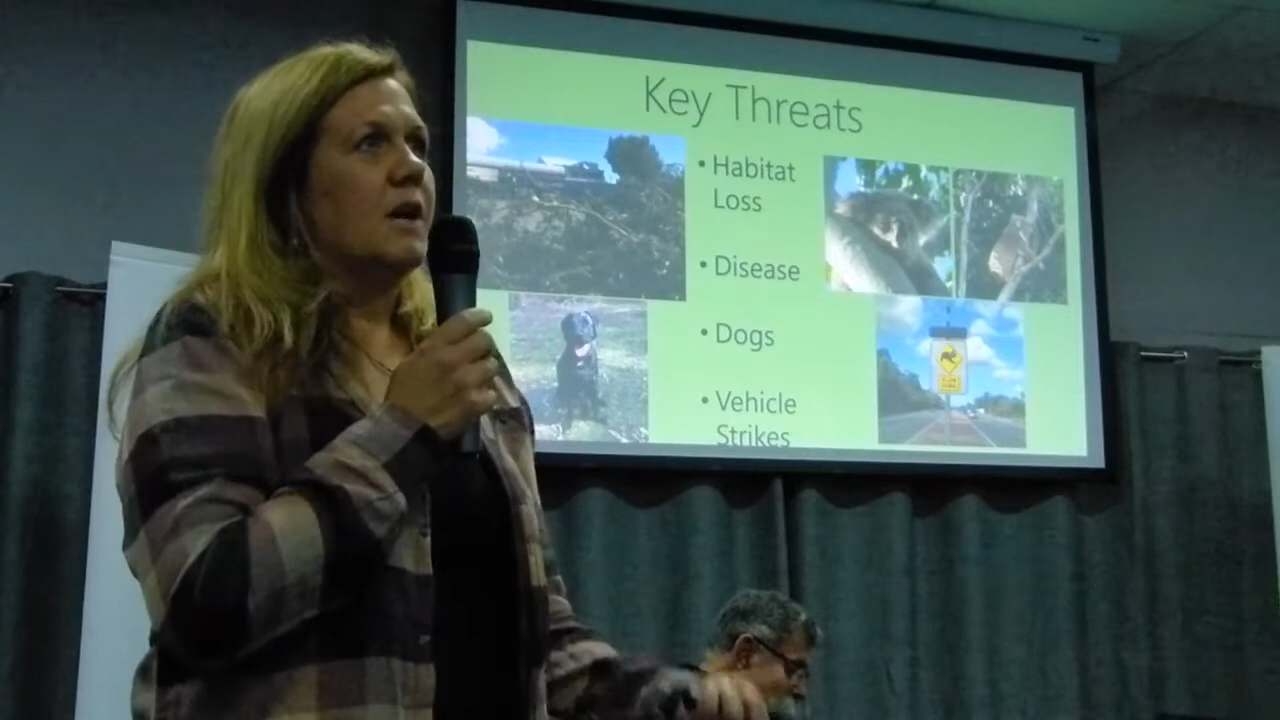 Key Threats
• Habitat
Loss
• Disease
• Dogs
• Vehicle
Strikes